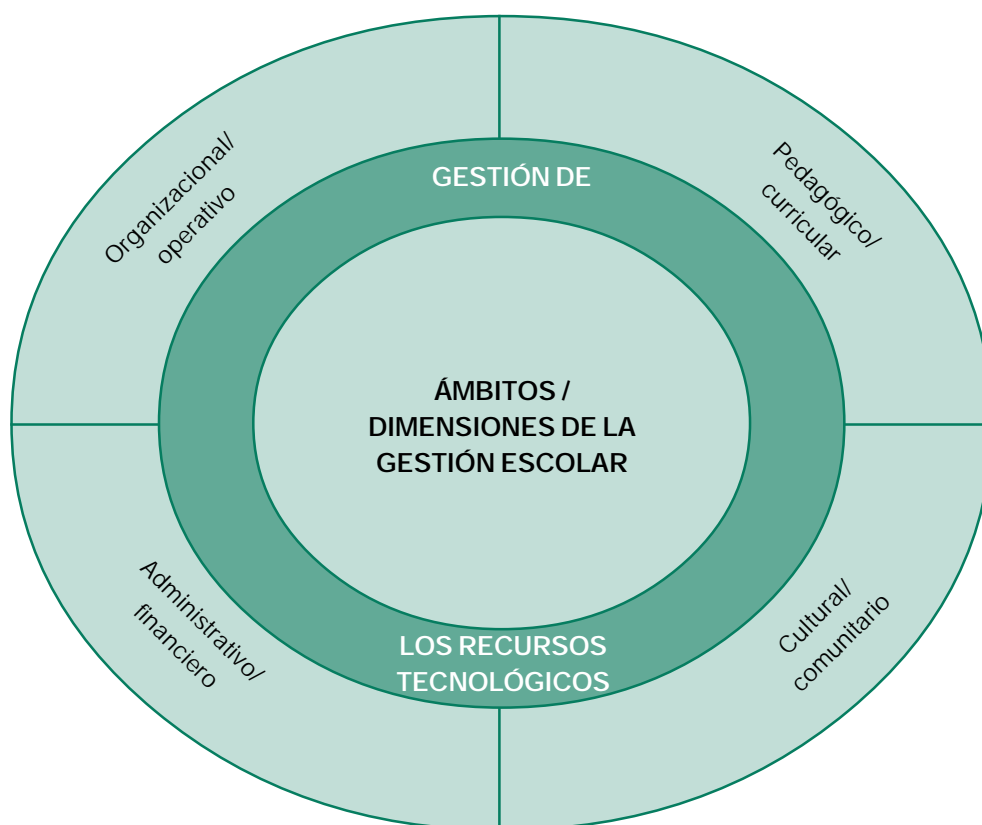 Organizacional/
operativo
Pedagógico/
curricular
GESTIÓN DE
ÁMBITOS /
DIMENSIONES DE LA
GESTIÓN ESCOLAR
LOS RECURSOS
TECNOLÓGICOS
Administrativo/
financiero
Cultural/
comunitario